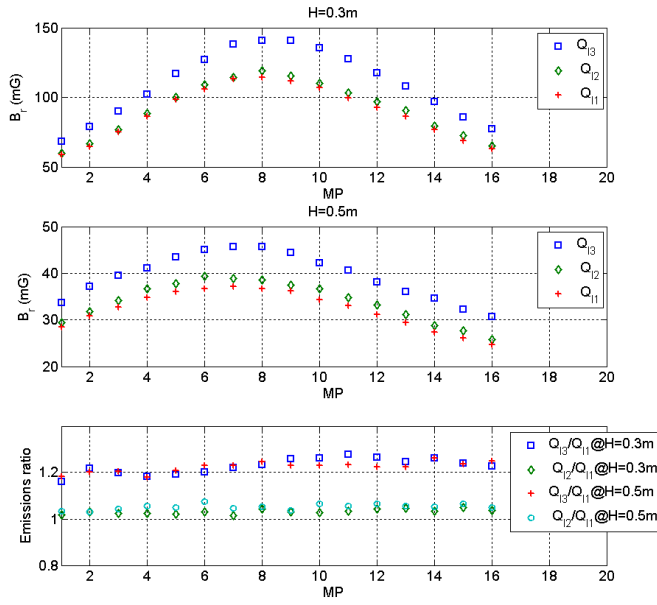 H=0.3m
150
100
50
B_r (mG)
Q_I3
Q_I2
Q_I1
2 4 6 8 10 12 14 16 18 20
MP
H=0.5m
50
40
30
20
B_r (mG)
Q_I3
Q_I2
Q_I1
2 4 6 8 10 12 14 16 18 20
MP
1.2
1
0.8
Emissions ratio
Q_I3/Q_I1@H=0.3m
Q_I2/Q_I1@H=0.3m
Q_I3/Q_I1@H=0.5m
Q_I2/Q_I1@H=0.5m
2 4 6 8 10 12 14 16 18 20
MP